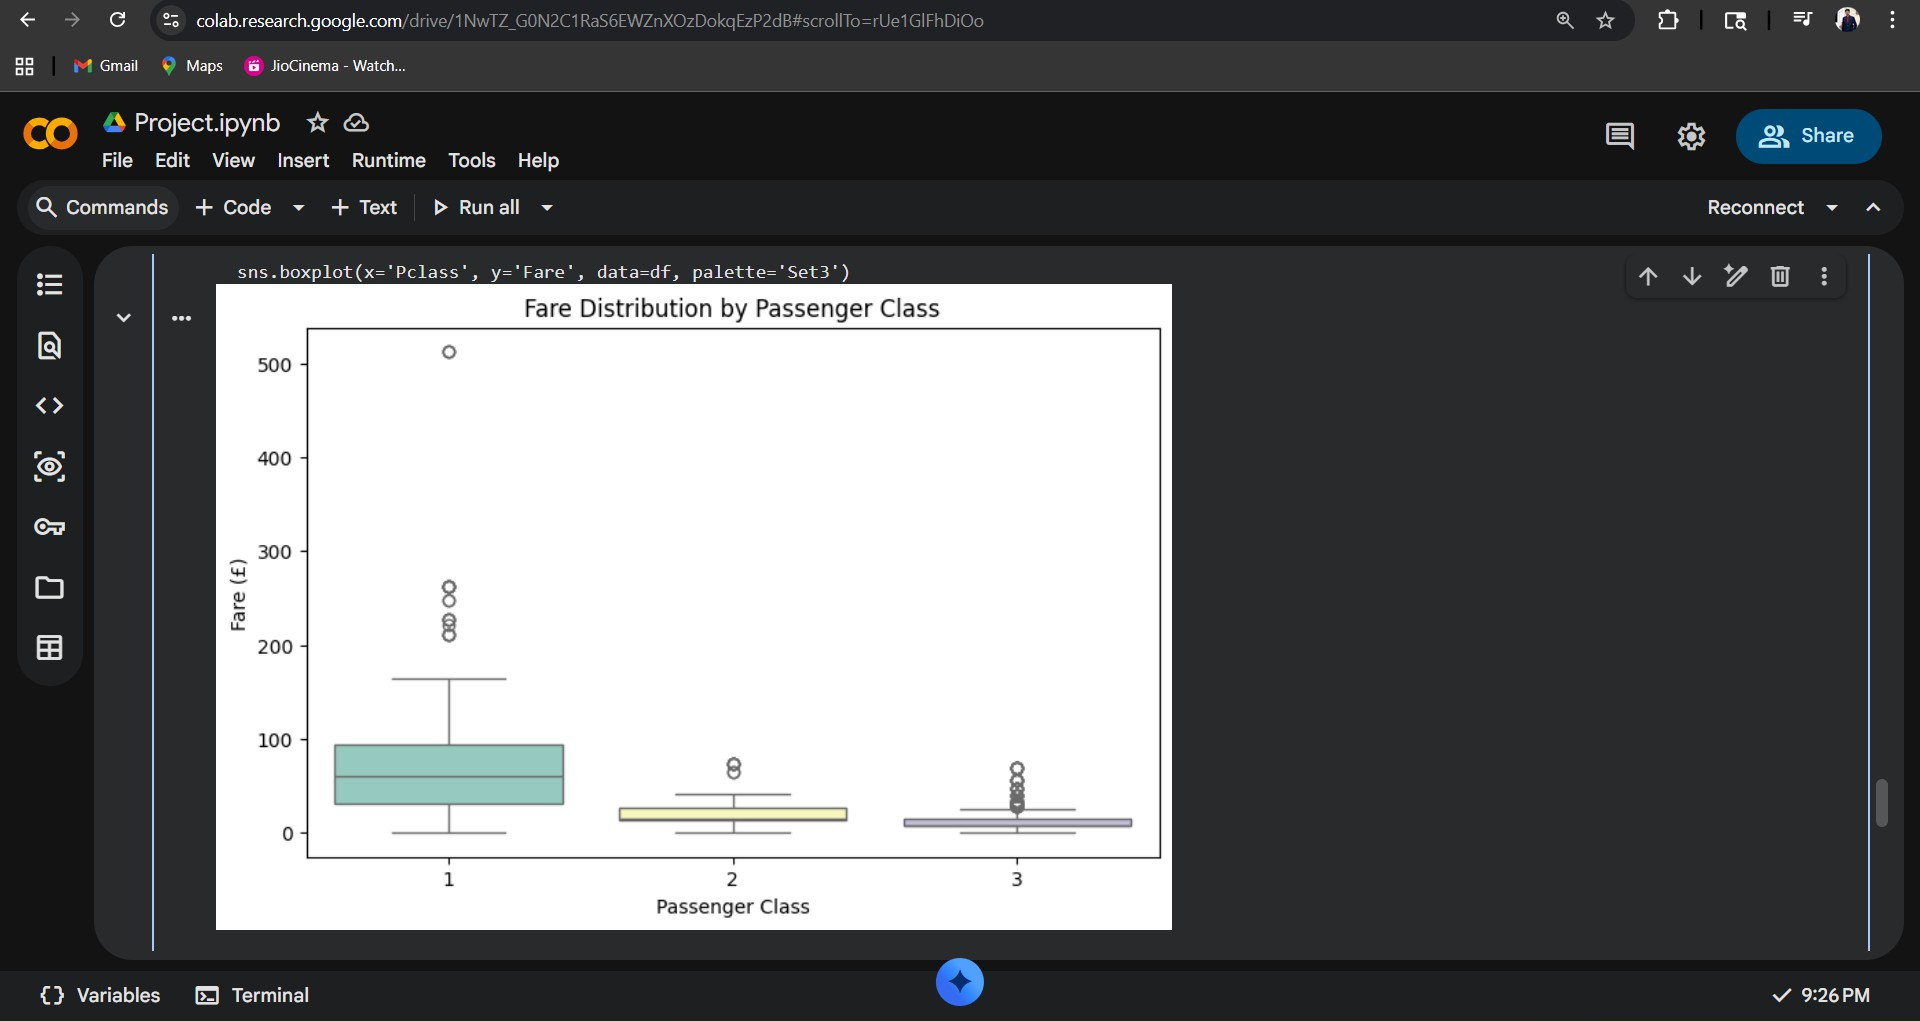 colab.research.google.com/drive/1NwTZ_G0N2C1RaS6EWZnXOzDokqEzP2dB#scrollTo=rUe1GlFhDiOo
Gmail Maps JioCinema - Watch...
Project.ipynb
File Edit View Insert Runtime Tools Help
Share
Commands + Code + Text Run all Reconnect
sns.boxplot(x='Pclass', y='Fare', data=df, palette='Set3')
Fare Distribution by Passenger Class
500
400
300
200
100
0
Fare (£)
1 2 3
Passenger Class
Variables Terminal 9:26 PM